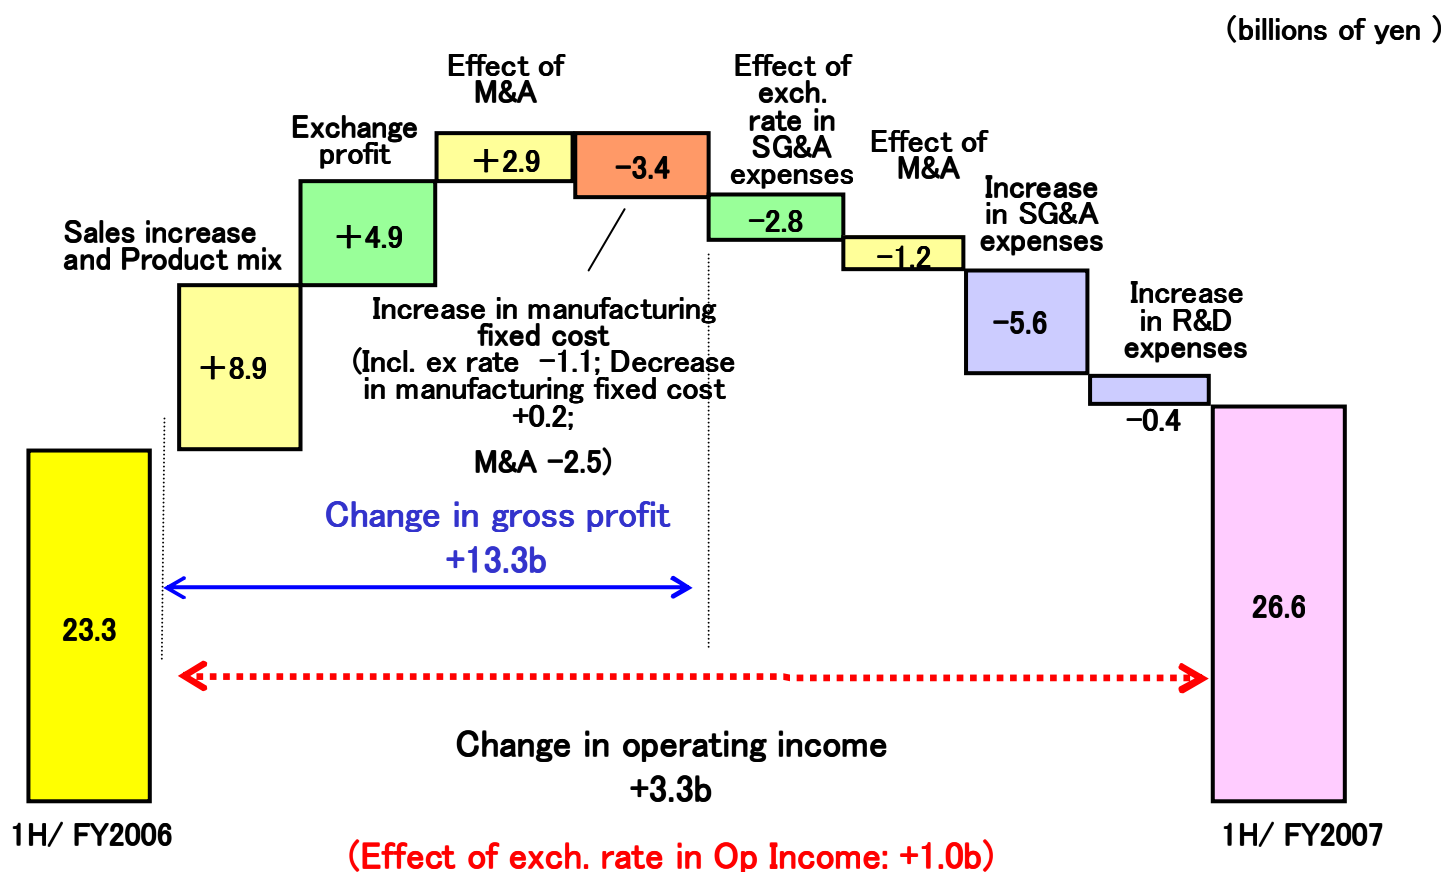 (billions of yen )
Effect of
M&A
Effect of
exch.
rate in
SG&A
expenses
Exchange
profit
Effect of
M&A
+2.9
-3.4
Increase
in SG&A
expenses
Sales increase
and Product mix
+4.9
-2.8
-1.2
Increase in manufacturing
fixed cost
(Incl. ex rate -1.1; Decrease
in manufacturing fixed cost
+0.2;
M&A -2.5)
Increase
in R&D
expenses
+8.9
-5.6
-0.4
Change in gross profit
+13.3b
23.3
26.6
Change in operating income
+3.3b
1H/ FY2006
1H/ FY2007
(Effect of exch. rate in Op Income: +1.0b)